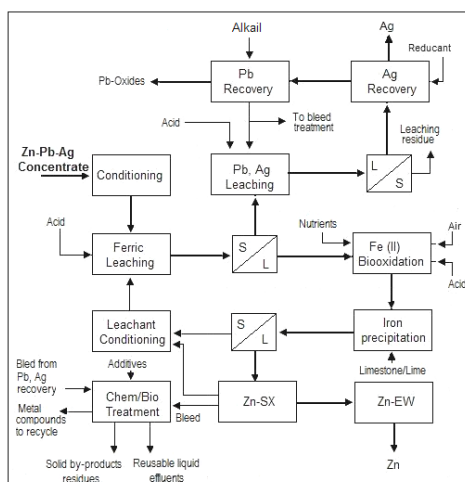 Alkail
Ag
Reductant
Pb-Oxides
Pb
Recovery
Ag
Recovery
Acid
To bleed
treatment
Leaching
residue
Zn-Pb-Ag
Concentrate
Conditioning
Pb, Ag
Leaching
L
S
Acid
Ferric
Leaching
S
L
Nutrients
Fe (II)
Biooxidation
Air
Acid
Leachant
Conditioning
S
L
Iron
precipitation
Limestone/Lime
Bled from
Pb, Ag
recovery
Additives
Metal
compounds
to recycle
Chem/Bio
Treatment
Bleed
Zn-SX
Zn-EW
Solid by-products
residues
Reusable liquid
effluents
Zn